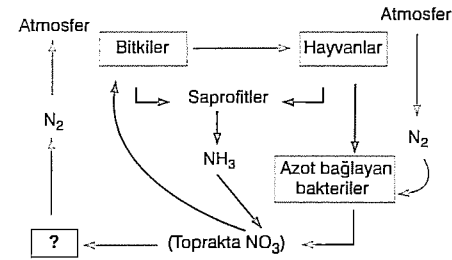 Atmosfer
Atmosfer
Bitkiler
Hayvanlar
Saprofitler
N2
N2
NH3
Azot bağlayan
bakteriler
?
(Toprakta NO3)